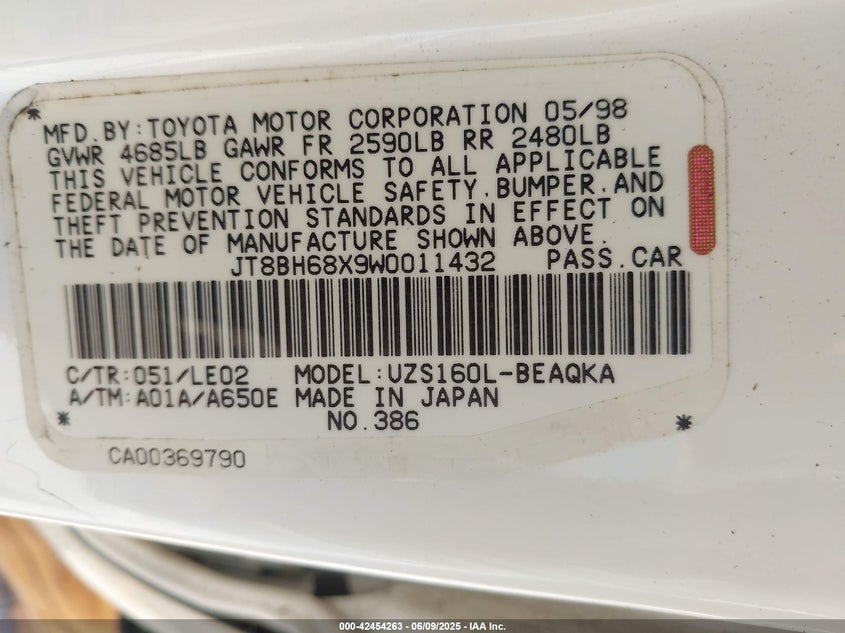 MFD.BY:TOYOTA MOTOR CORPORATION 05/98
GVWR 4685LB GAWR FR 2590LB RR 2480LB
THIS VEHICLE CONFORMS TO ALL APPLICABLE
FEDERAL MOTOR VEHICLE SAFETY.BUMPER.AND
THEFT PREVENTION STANDARDS IN EFFECT ON
THE DATE OF MANUFACTURE SHOWN ABOVE.
JT8BH68X9W0011432 PASS.CAR
C/TR:051/LE02 MODEL:UZS160L-BEAQKA
A/TM:A01A/A650E MADE IN JAPAN
NO.386
CA00369790
000-42454263 - 06/09/2025 - IAA Inc.